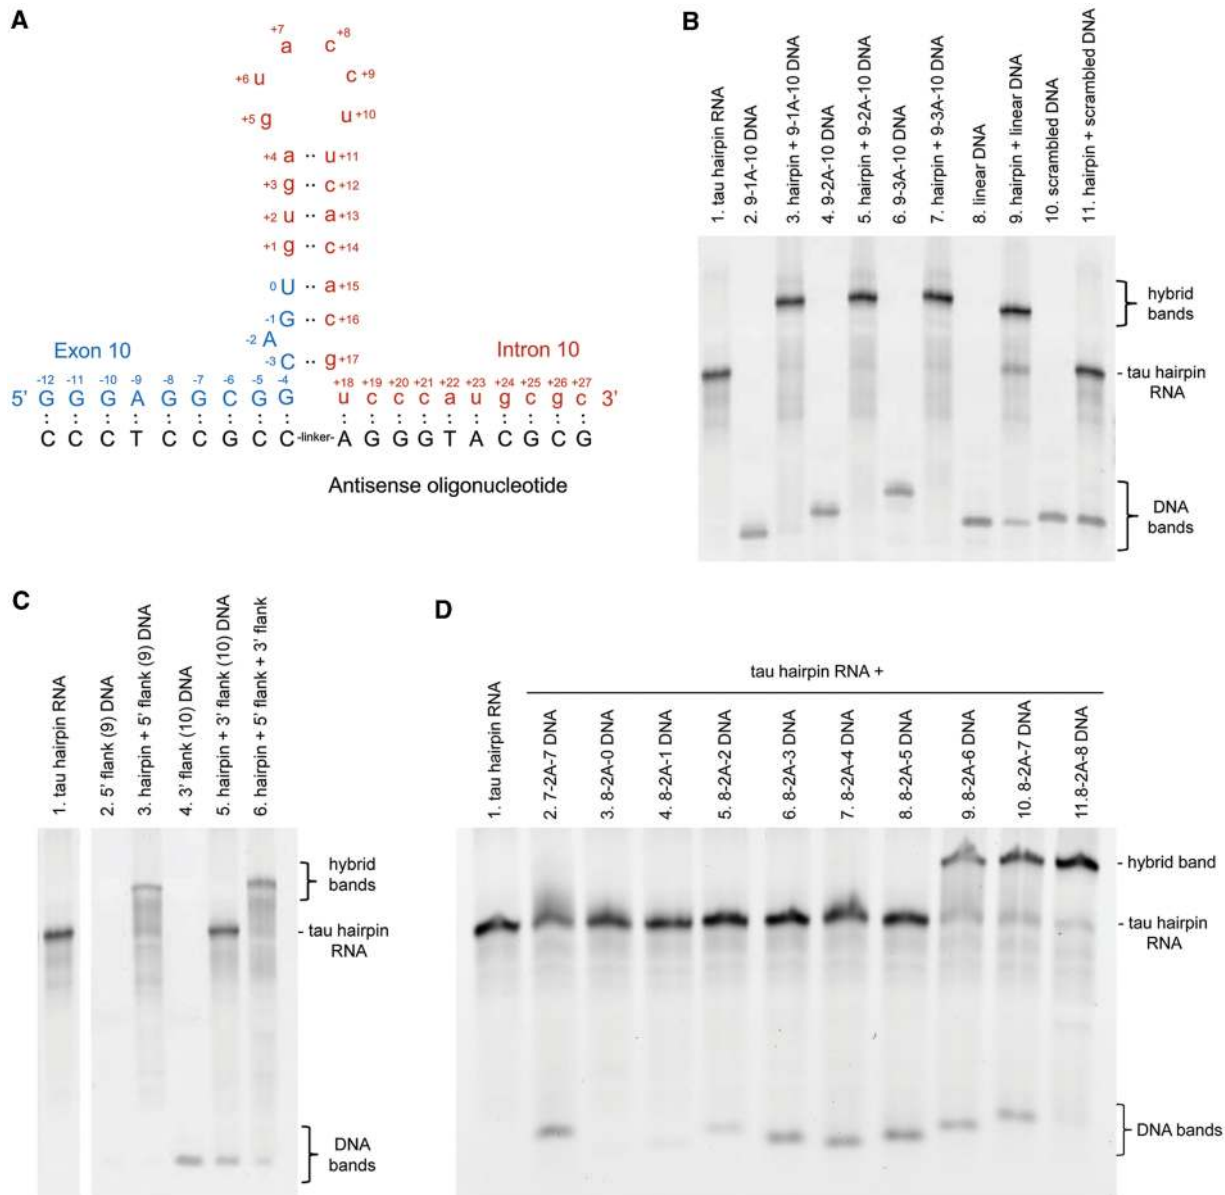 A
+7 a c +8
+6 u c +9
+5 g u +10
+4 a ·· u +11
+3 g ·· c +12
+2 u ·· a +13
+1 g ·· c +14
0 U ·· a +15
-1 G ·· c +16
-2 A
-3 C ·· g +17
Exon 10
Intron 10
-12 -11 -10 -9 -8 -7 -6 -5 -4 +18 +19 +20 +21 +22 +23 +24 +25 +26 +27
5' G G G A G G C G G u c c c a u g c g c 3'
C C C T C C G C C -linker- A G G G T A C G C G
Antisense oligonucleotide
B
1. tau hairpin RNA
2. 9-1A-10 DNA
3. hairpin + 9-1A-10 DNA
4. 9-2A-10 DNA
5. hairpin + 9-2A-10 DNA
6. 9-3A-10 DNA
7. hairpin + 9-3A-10 DNA
8. linear DNA
9. hairpin + linear DNA
10. scrambled DNA
11. hairpin + scrambled DNA
hybrid
bands
- tau hairpin
RNA
DNA
bands
C
1. tau hairpin RNA
2. 5' flank (9) DNA
3. hairpin + 5' flank (9) DNA
4. 3' flank (10) DNA
5. hairpin + 3' flank (10) DNA
6. hairpin + 5' flank + 3' flank
hybrid
bands
- tau hairpin
RNA
DNA
bands
D
tau hairpin RNA +
1. tau hairpin RNA
2. 7-2A-7 DNA
3. 8-2A-0 DNA
4. 8-2A-1 DNA
5. 8-2A-2 DNA
6. 8-2A-3 DNA
7. 8-2A-4 DNA
8. 8-2A-5 DNA
9. 8-2A-6 DNA
10. 8-2A-7 DNA
11.8-2A-8 DNA
- hybrid band
- tau hairpin
RNA
DNA bands